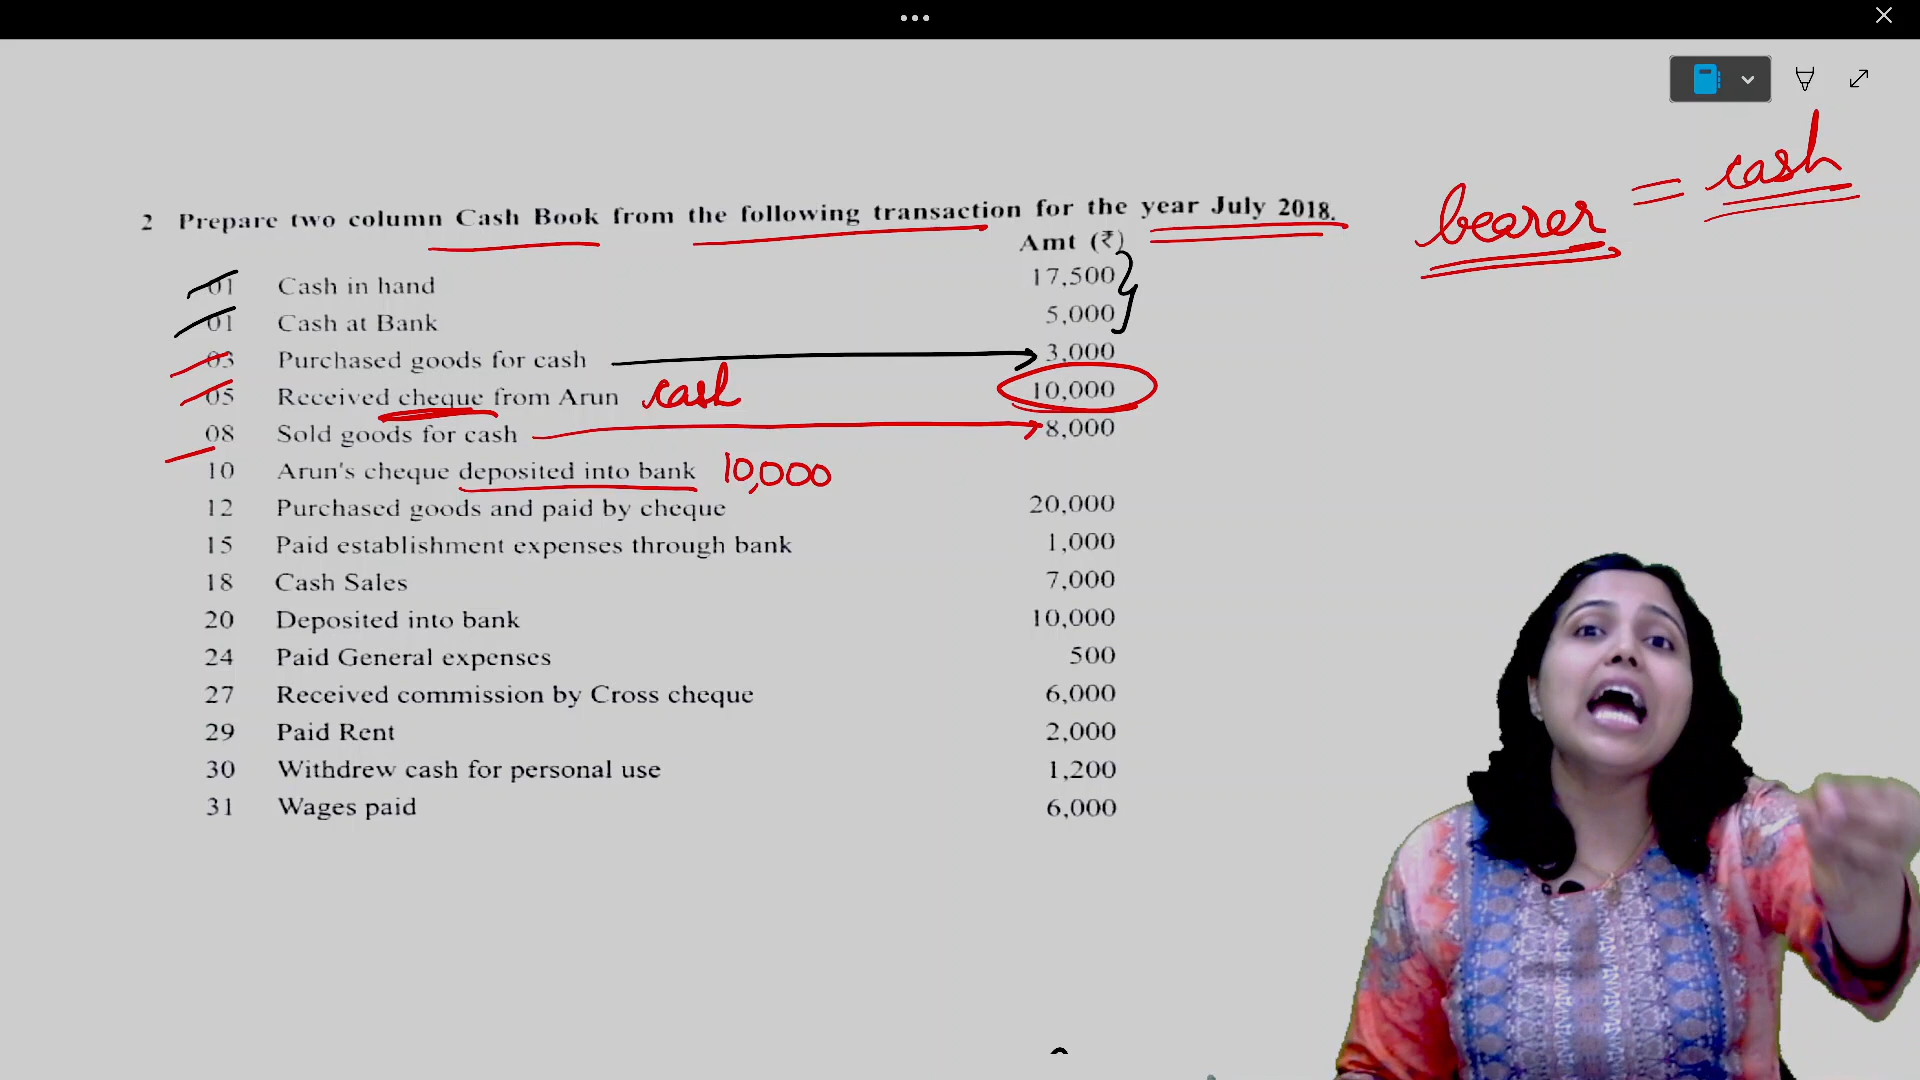 bearer = cash
2 Prepare two column Cash Book from the following transaction for the year July 2018.
Amt (₹)
01 Cash in hand 17,500
01 Cash at Bank 5,000
03 Purchased goods for cash 3,000
05 Received cheque from Arun cash 10,000
08 Sold goods for cash 8,000
10 Arun's cheque deposited into bank 10,000
12 Purchased goods and paid by cheque 20,000
15 Paid establishment expenses through bank 1,000
18 Cash Sales 7,000
20 Deposited into bank 10,000
24 Paid General expenses 500
27 Received commission by Cross cheque 6,000
29 Paid Rent 2,000
30 Withdrew cash for personal use 1,200
31 Wages paid 6,000